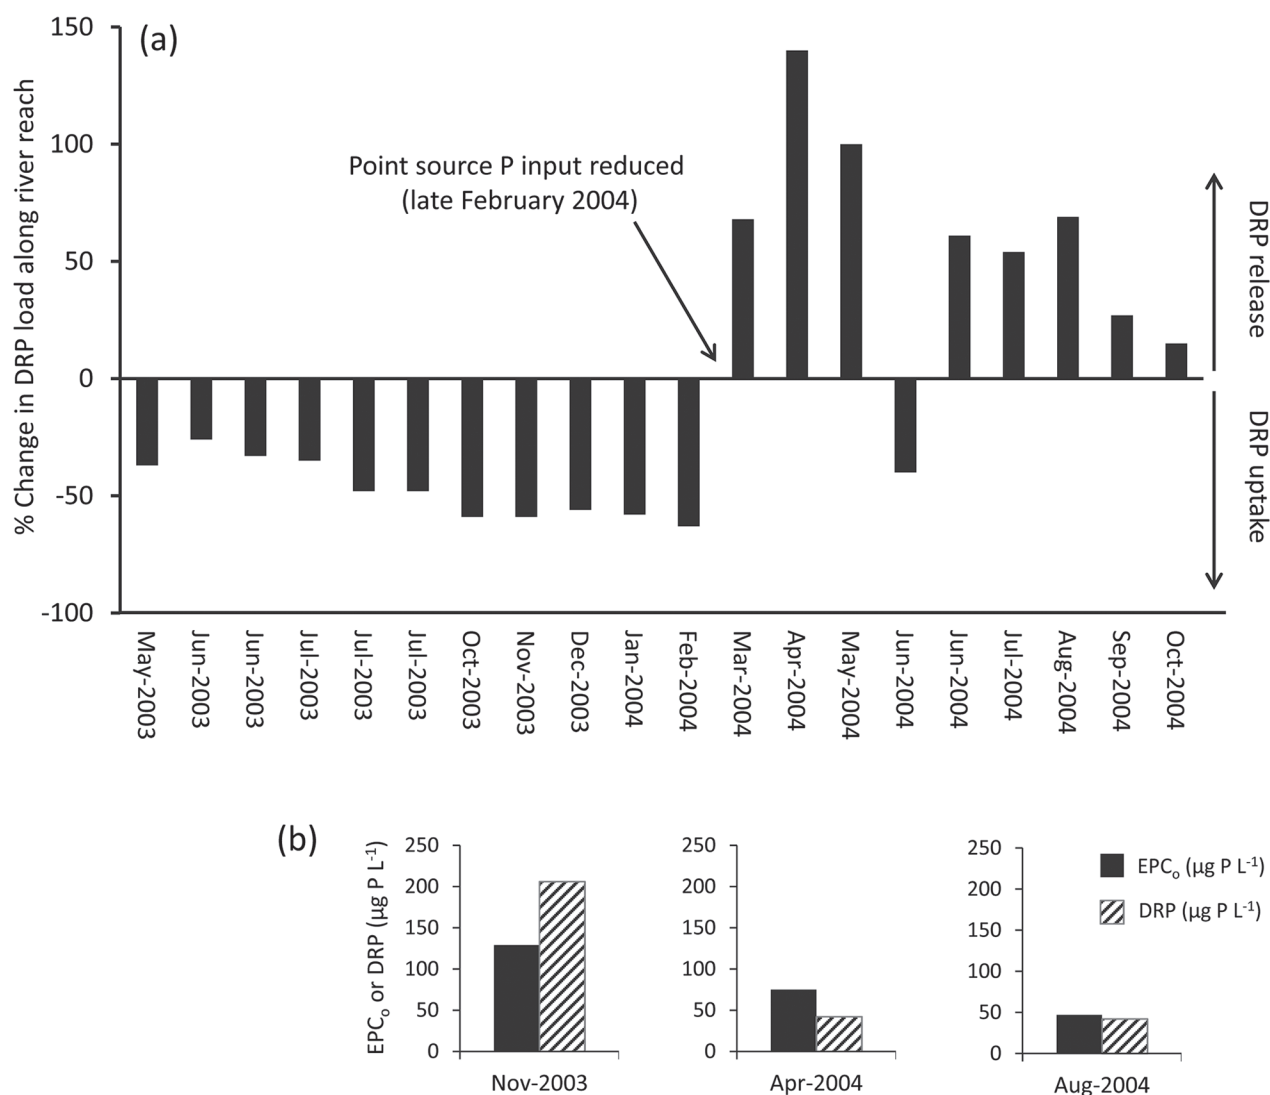 (a)
% Change in DRP load along river reach
150
100
50
0
-50
-100
Point source P input reduced
(late February 2004)
DRP release
DRP uptake
May-2003
Jun-2003
Jun-2003
Jul-2003
Jul-2003
Jul-2003
Oct-2003
Nov-2003
Dec-2003
Jan-2004
Feb-2004
Mar-2004
Apr-2004
May-2004
Jun-2004
Jun-2004
Jul-2004
Aug-2004
Sep-2004
Oct-2004
(b)
EPCₒ or DRP (µg P L⁻¹)
250
200
150
100
50
0
Nov-2003
250
200
150
100
50
0
Apr-2004
250
200
150
100
50
0
Aug-2004
EPCₒ (µg P L⁻¹)
DRP (µg P L⁻¹)